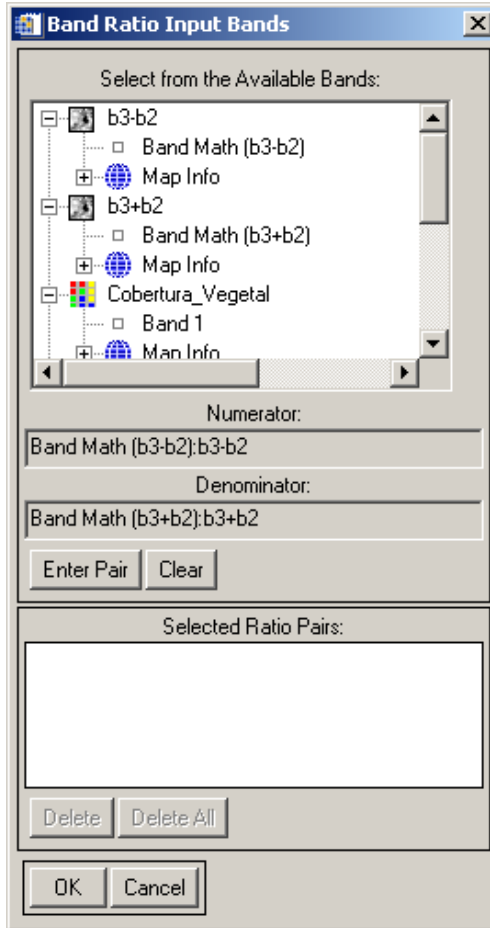 Band Ratio Input Bands
Select from the Available Bands:
b3-b2
Band Math (b3-b2)
Map Info
b3+b2
Band Math (b3+b2)
Map Info
Cobertura_Vegetal
Band 1
Map Info
Numerator:
Band Math (b3-b2):b3-b2
Denominator:
Band Math (b3+b2):b3+b2
Enter Pair Clear
Selected Ratio Pairs:
Delete Delete All
OK Cancel